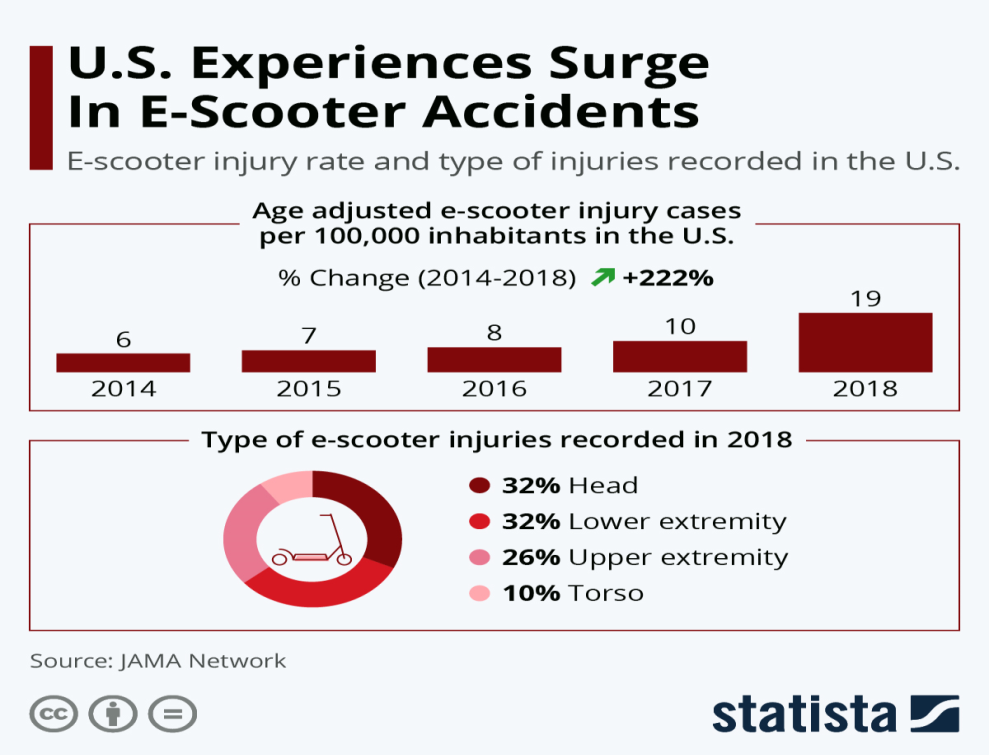 U.S. Experiences Surge
In E-Scooter Accidents
E-scooter injury rate and type of injuries recorded in the U.S.
Age adjusted e-scooter injury cases
per 100,000 inhabitants in the U.S.
% Change (2014-2018) +222%
6
7
8
10
19
2014
2015
2016
2017
2018
Type of e-scooter injuries recorded in 2018
32% Head
32% Lower extremity
26% Upper extremity
10% Torso
Source: JAMA Network
cc
statista